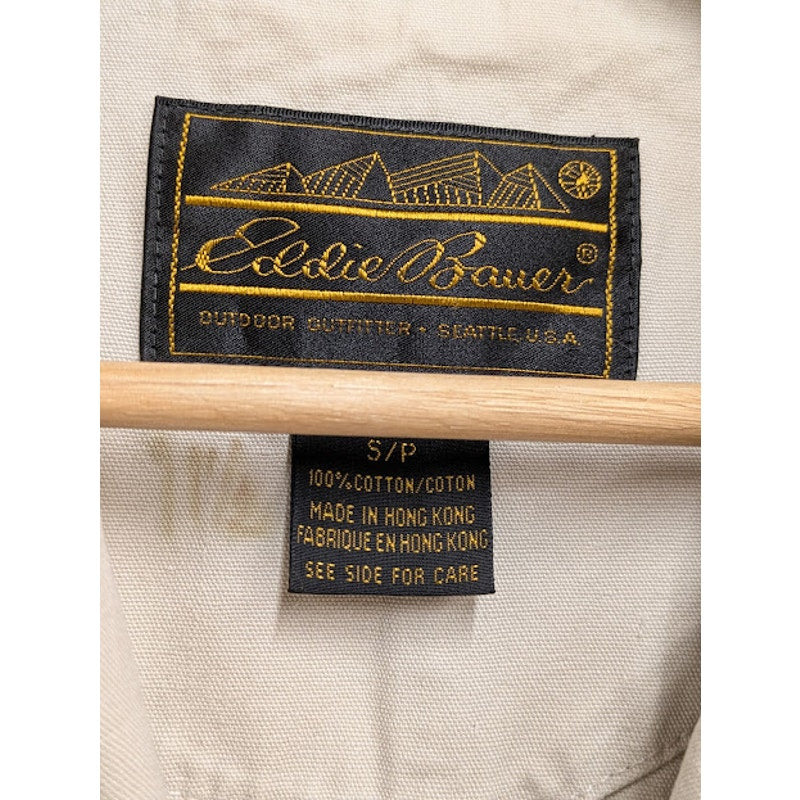 Eddie Bauer®
OUTDOOR OUTFITTER - SEATTLE, U.S.A.
S/P
100% COTTON/COTON
MADE IN HONG KONG
FABRIQUE EN HONG KONG
SEE SIDE FOR CARE